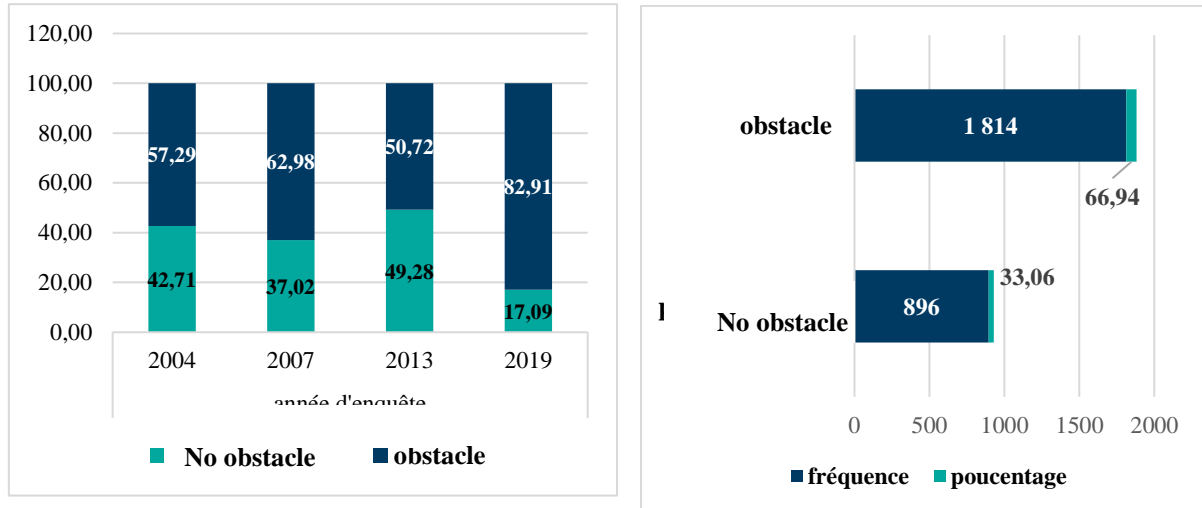 120,00
100,00
80,00
60,00
40,00
20,00
0,00
57,29
62,98
50,72
82,91
42,71
37,02
49,28
17,09
2004 2007 2013 2019
année d'enquête
No obstacle obstacle
obstacle
1 814
66,94
33,06
No obstacle
896
0 500 1000 1500 2000
fréquence poucentage